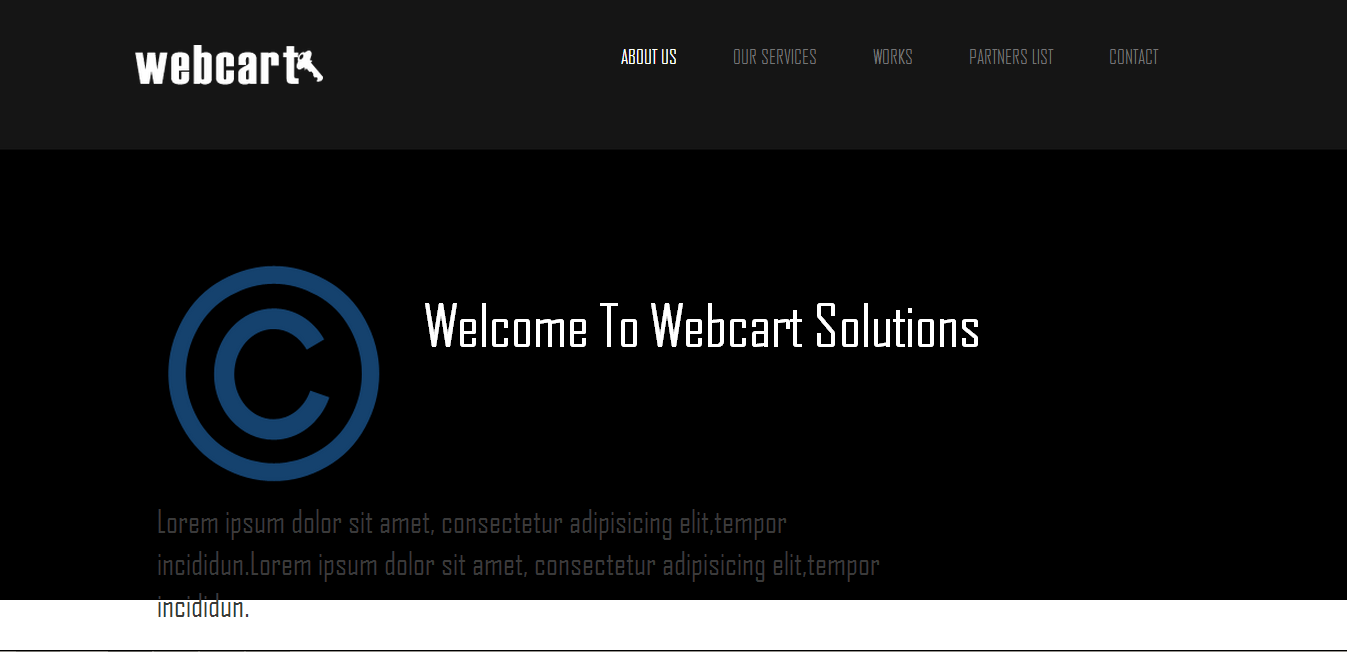 webcart
ABOUT US OUR SERVICES WORKS PARTNERS LIST CONTACT
©
Welcome To Webcart Solutions
Lorem ipsum dolor sit amet, consectetur adipisicing elit,tempor
incididun.Lorem ipsum dolor sit amet, consectetur adipisicing elit,tempor
incididun.